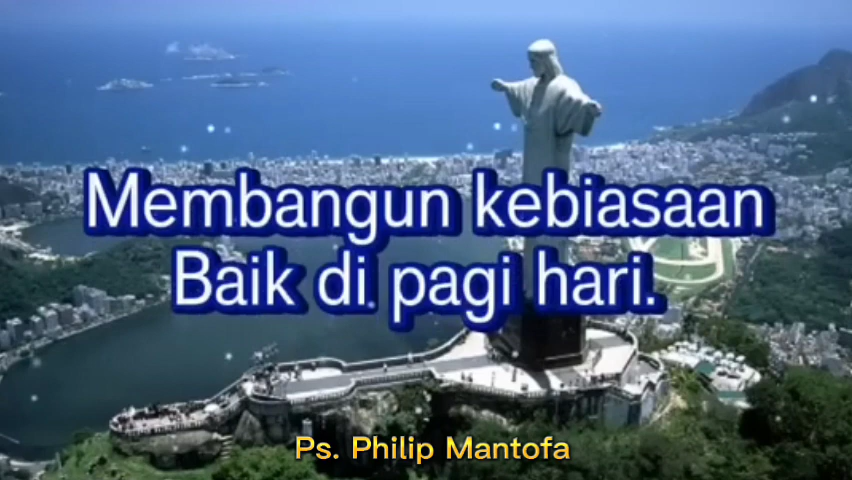 Membangun kebiasaan
Baik di pagi hari.
Ps. Philip Mantofa